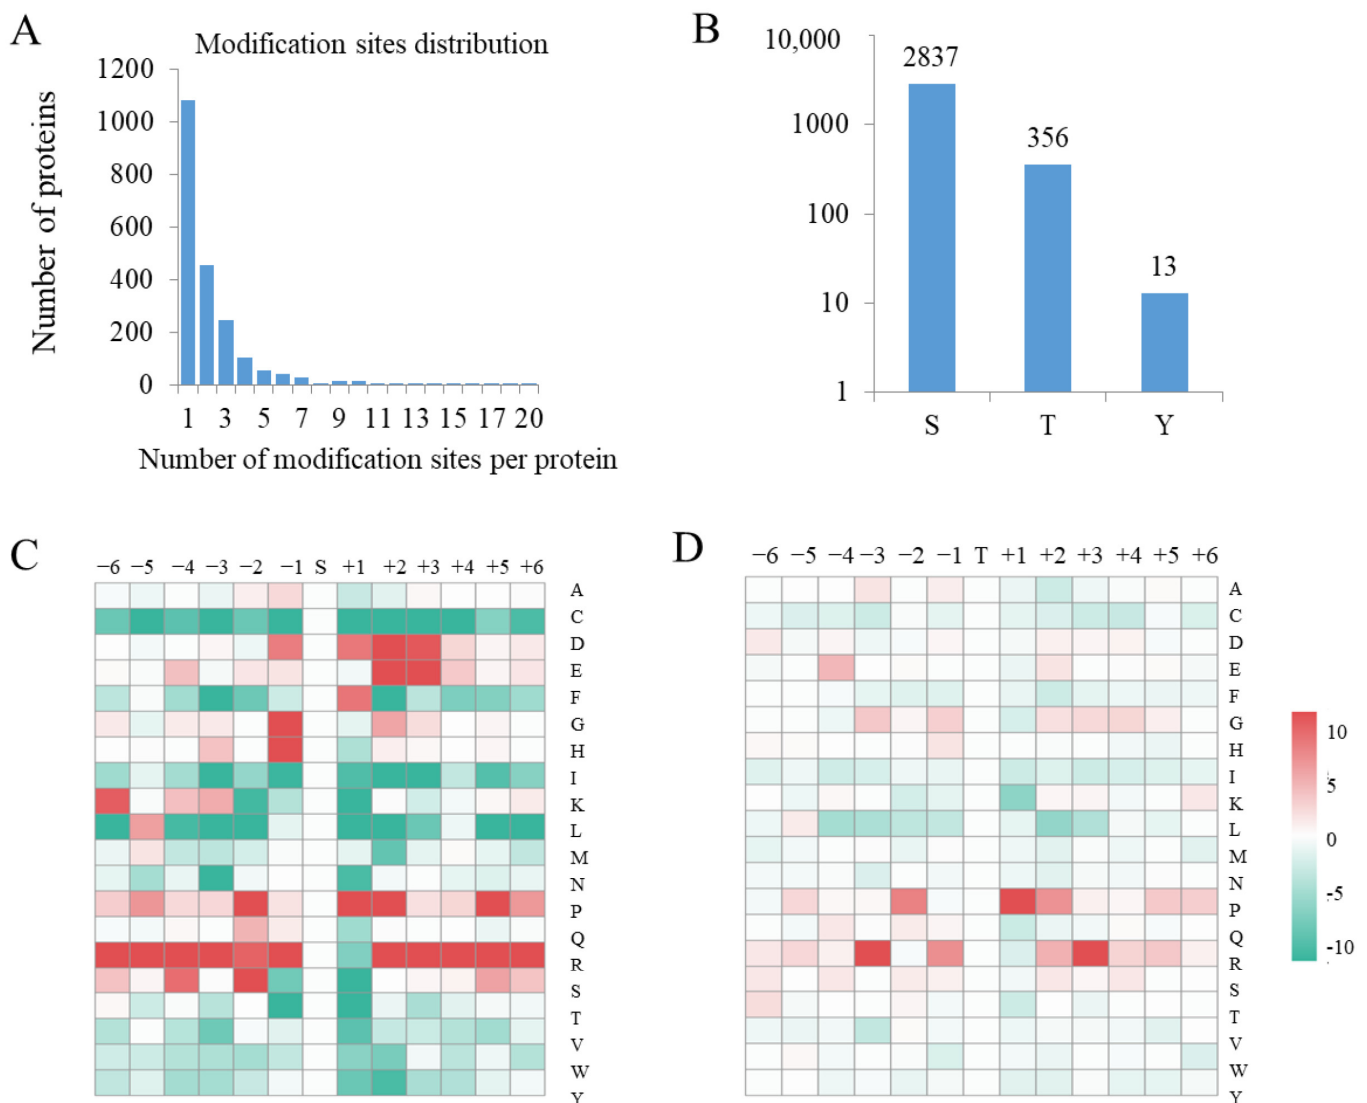 A
Modification sites distribution
Number of proteins
1200
1000
800
600
400
200
0
1 3 5 7 9 11 13 15 17 20
Number of modification sites per protein
B
10,000
1000
100
10
1
2837
356
13
S T Y
C
−6 −5 −4 −3 −2 −1 S +1 +2 +3 +4 +5 +6
A
C
D
E
F
G
H
I
K
L
M
N
P
Q
R
S
T
V
W
Y
D
−6 −5 −4 −3 −2 −1 T +1 +2 +3 +4 +5 +6
A
C
D
E
F
G
H
I
K
L
M
N
P
Q
R
S
T
V
W
Y
10
5
0
-5
-10